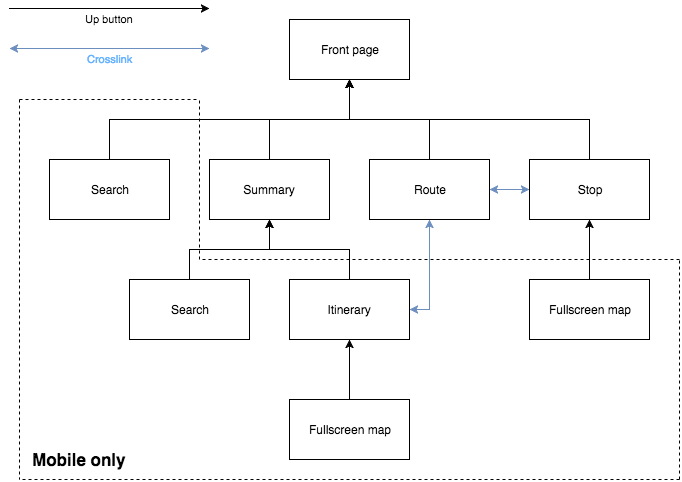 Up button
Crosslink
Front page
Search
Summary
Route
Stop
Search
Itinerary
Fullscreen map
Fullscreen map
Mobile only